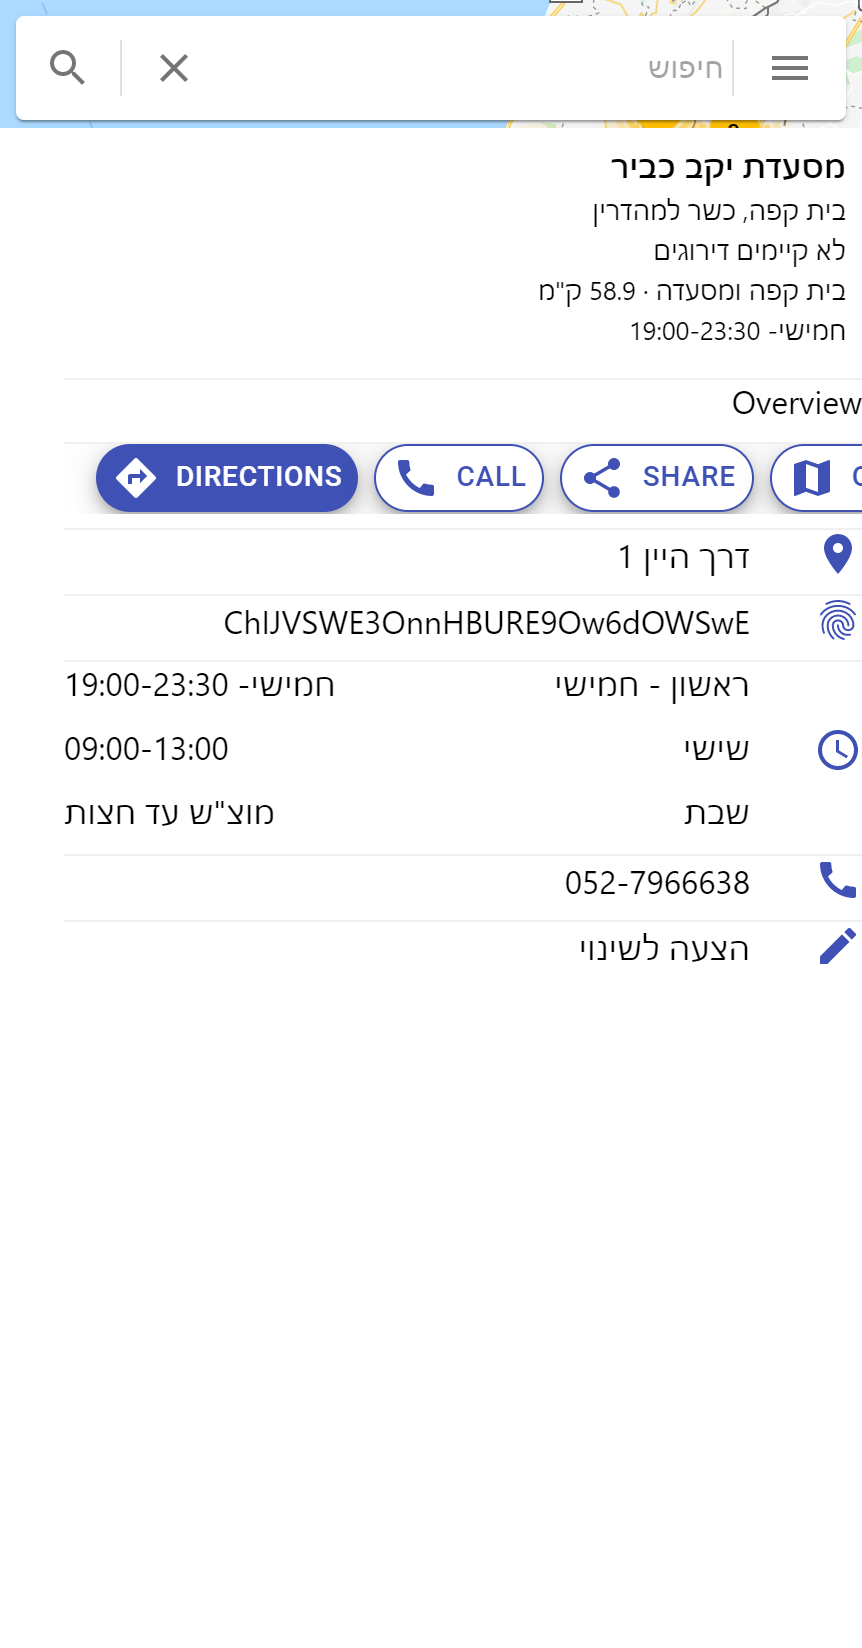 חיפוש
מסעדת יקב כביר
בית קפה, כשר למהדרין
לא קיימים דירוגים
בית קפה ומסעדה · 58.9 ק"מ
חמישי- 19:00-23:30
Overview
DIRECTIONS CALL SHARE
דרך היין 1
ChIJVSWE3OnnHBURE9Ow6dOWSwE
ראשון - חמישי חמישי- 19:00-23:30
שישי 09:00-13:00
שבת מוצ"ש עד חצות
052-7966638
הצעה לשינוי